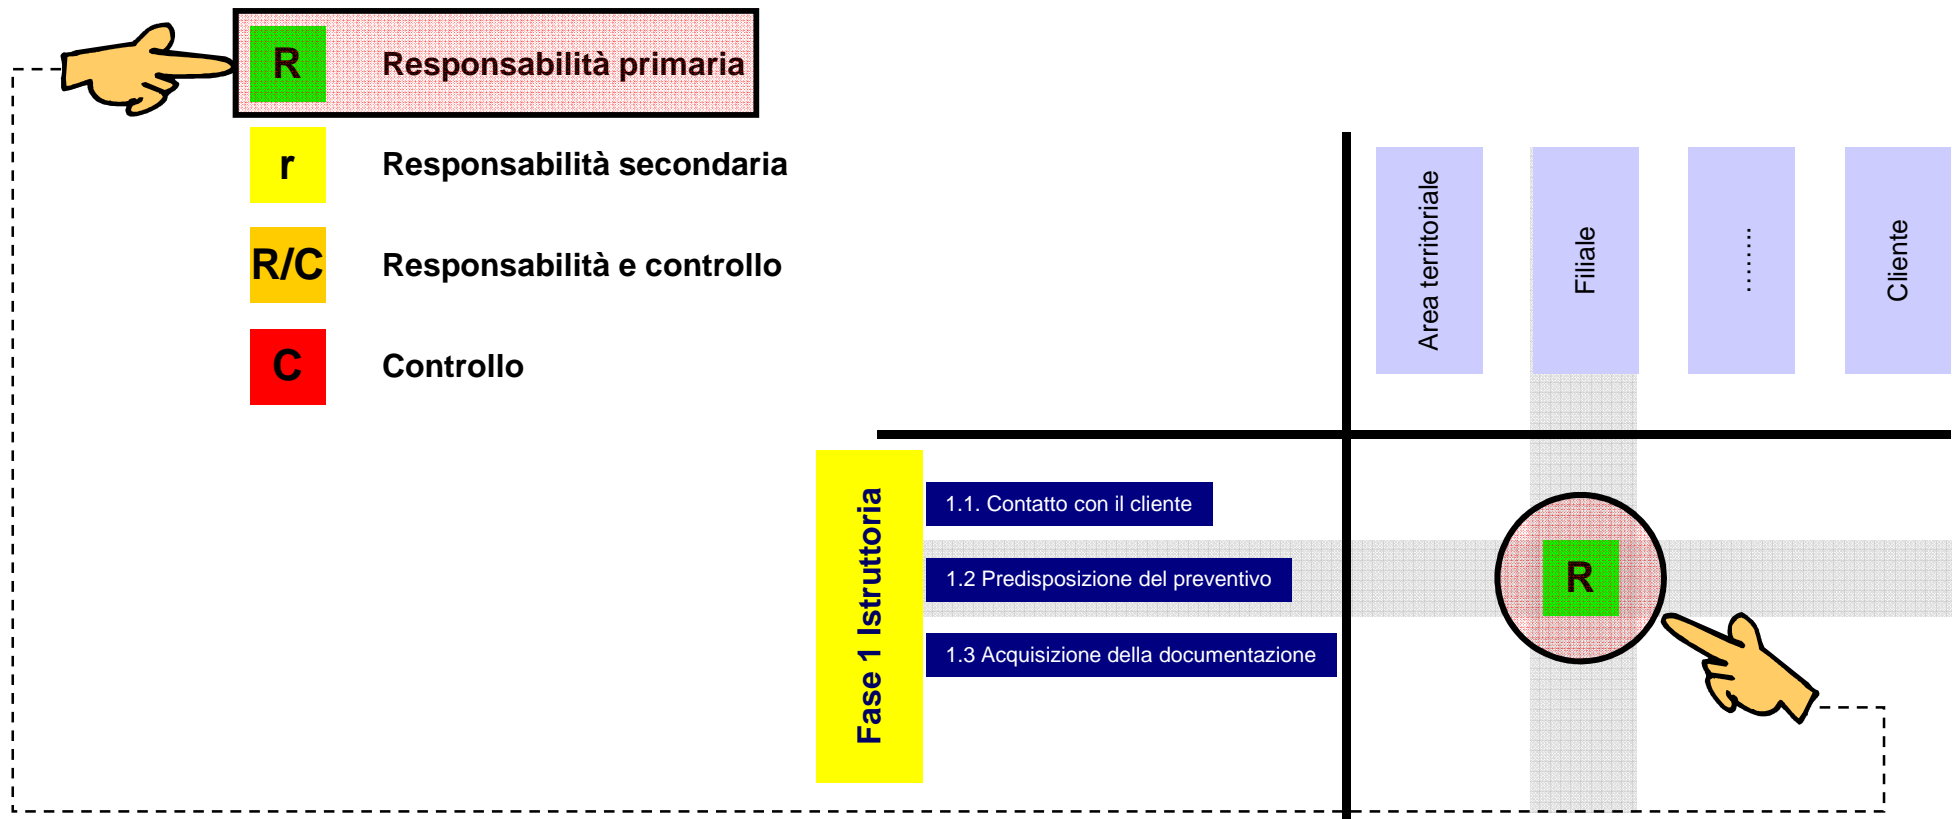 R Responsabilità primaria
r Responsabilità secondaria
R/C Responsabilità e controllo
C Controllo
Area territoriale
Filiale
........
Cliente
Fase 1 Istruttoria
1.1. Contatto con il cliente
1.2 Predisposizione del preventivo
R
1.3 Acquisizione della documentazione